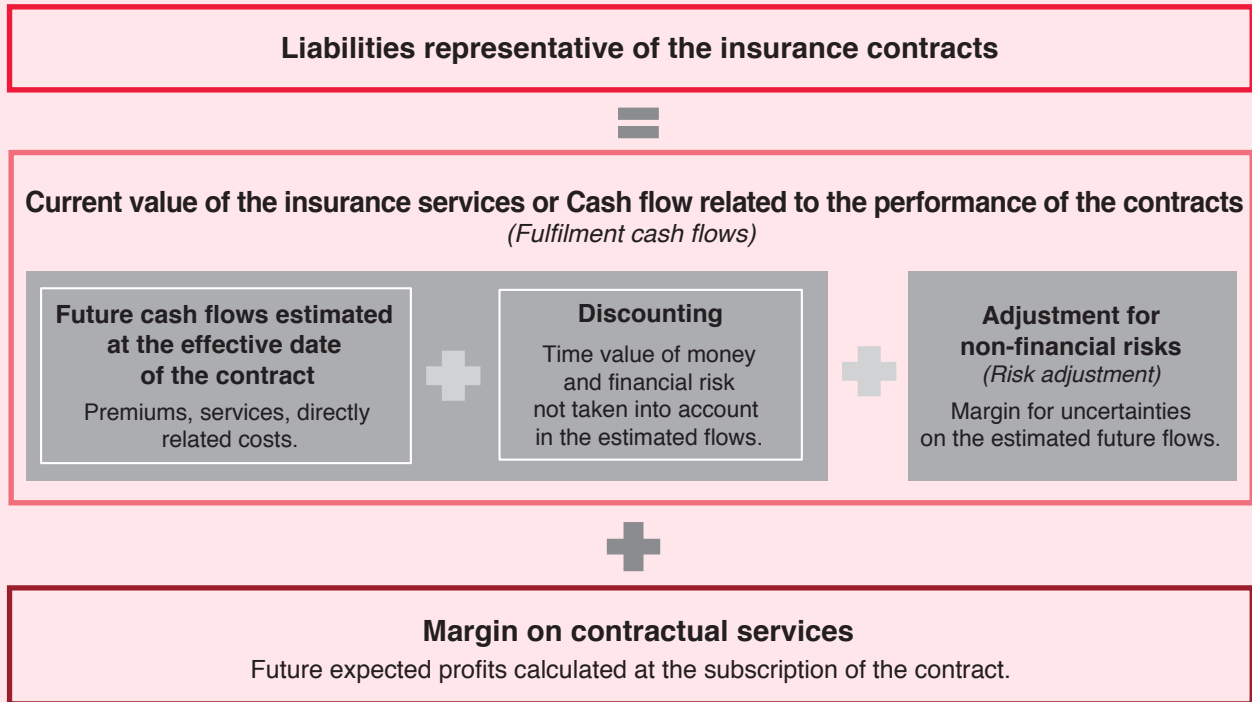 Liabilities representative of the insurance contracts
=
Current value of the insurance services or Cash flow related to the performance of the contracts
(Fulfilment cash flows)
Future cash flows estimated
at the effective date
of the contract
Premiums, services, directly
related costs.
+
Discounting
Time value of money
and financial risk
not taken into account
in the estimated flows.
+
Adjustment for
non-financial risks
(Risk adjustment)
Margin for uncertainties
on the estimated future flows.
+
Margin on contractual services
Future expected profits calculated at the subscription of the contract.